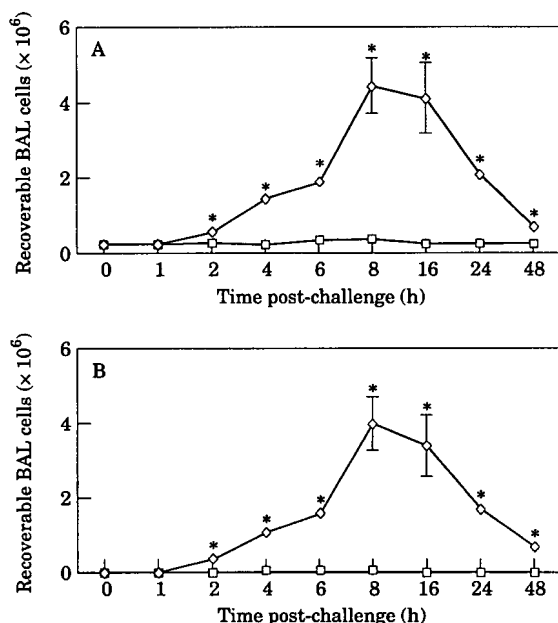 A
Recoverable BAL cells (× 10⁶)
6
4
2
0
* * * * * * * *
0 1 2 4 6 8 16 24 48
Time post-challenge (h)
B
Recoverable BAL cells (× 10⁶)
6
4
2
0
* * * * * * *
0 1 2 4 6 8 16 24 48
Time post-challenge (h)